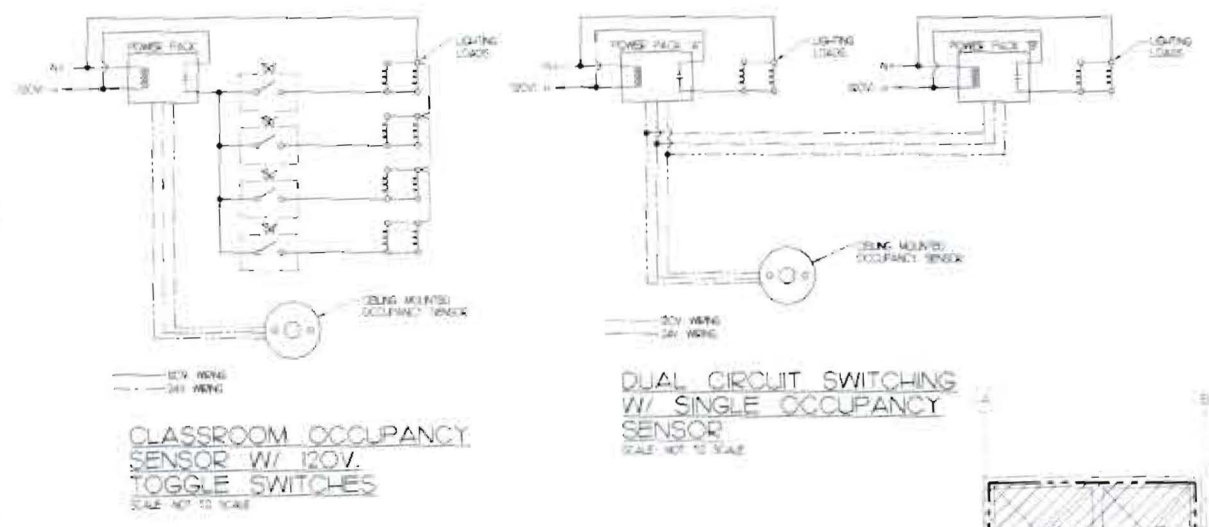 POWER PACK
LIGHTING
LOADS
N
120V. H
CEILING MOUNTED
OCCUPANCY SENSOR
120V. WIRING
24V WIRING
CLASSROOM OCCUPANCY
SENSOR W/ 120V.
TOGGLE SWITCHES
SCALE NOT TO SCALE
POWER PACK 'A'
LIGHTING
LOADS
N
120V. H
POWER PACK 'B'
LIGHTING
LOADS
N
H
CEILING MOUNTED
OCCUPANCY SENSOR
120V WIRING
24V WIRING
DUAL CIRCUIT SWITCHING
W/ SINGLE OCCUPANCY
SENSOR
SCALE NOT TO SCALE
A
B